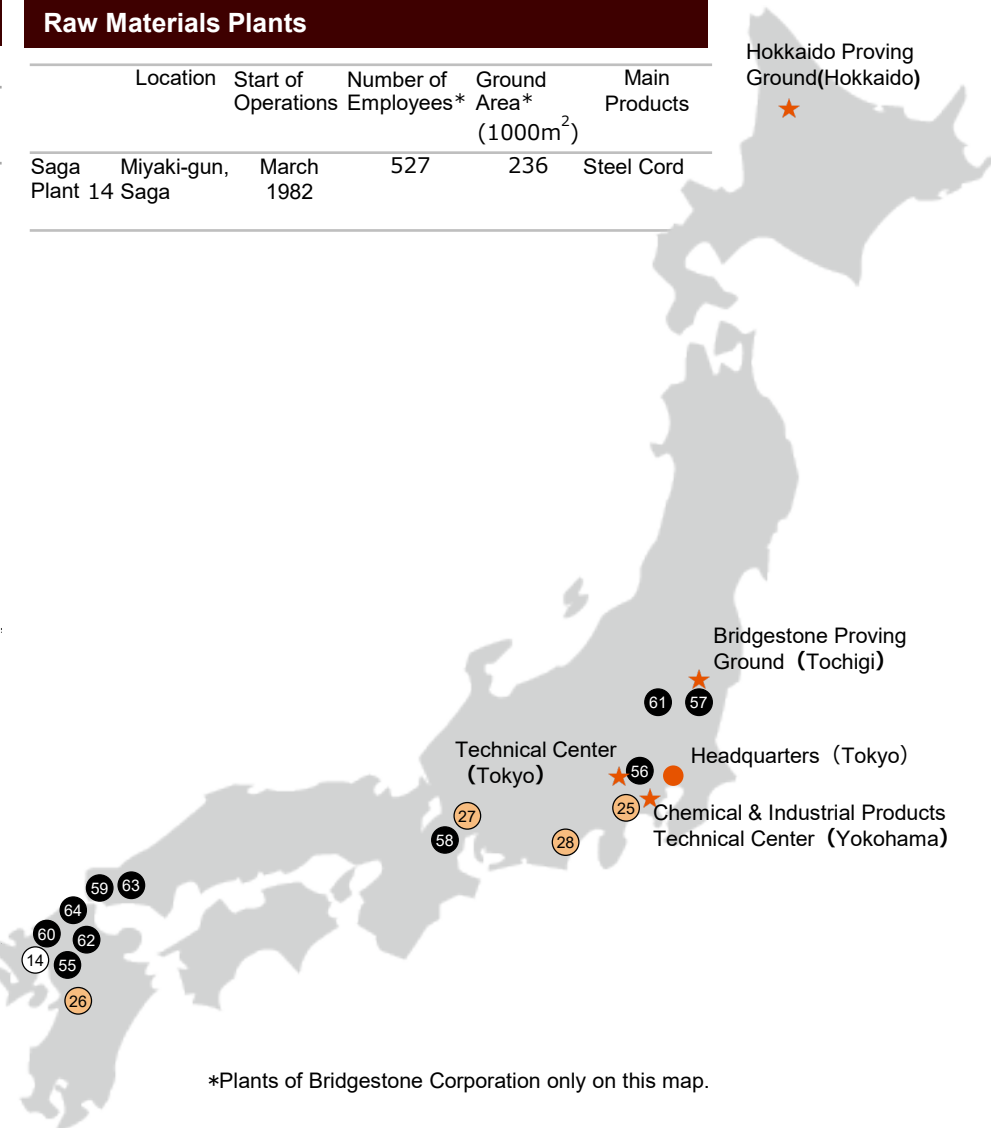 Raw Materials Plants
Location Start of Operations Number of Employees* Ground Area* (1000m2) Main Products
Saga Plant 14 Miyaki-gun, Saga March 1982 527 236 Steel Cord
Hokkaido Proving
Ground(Hokkaido)
Bridgestone Proving
Ground（Tochigi）
61 57
Technical Center
（Tokyo）
56
Headquarters（Tokyo）
25
Chemical & Industrial Products
Technical Center（Yokohama）
27
58
28
59 63
64
60 62
14 55
26
*Plants of Bridgestone Corporation only on this map.